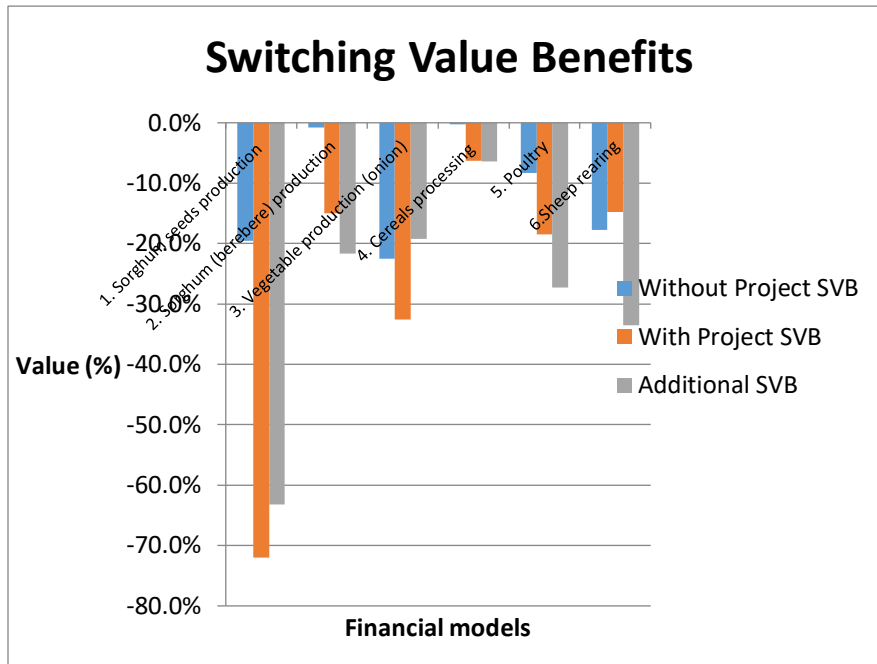 Switching Value Benefits
0.0%
-10.0%
-20.0%
-30.0%
-40.0%
-50.0%
-60.0%
-70.0%
-80.0%
Value (%)
1. Sorghum seeds production
2. Sorghum (berebere) production
3. Vegetable production (onion)
4. Cereals processing
5. Poultry
6.Sheep rearing
Without Project SVB
With Project SVB
Additional SVB
Financial models